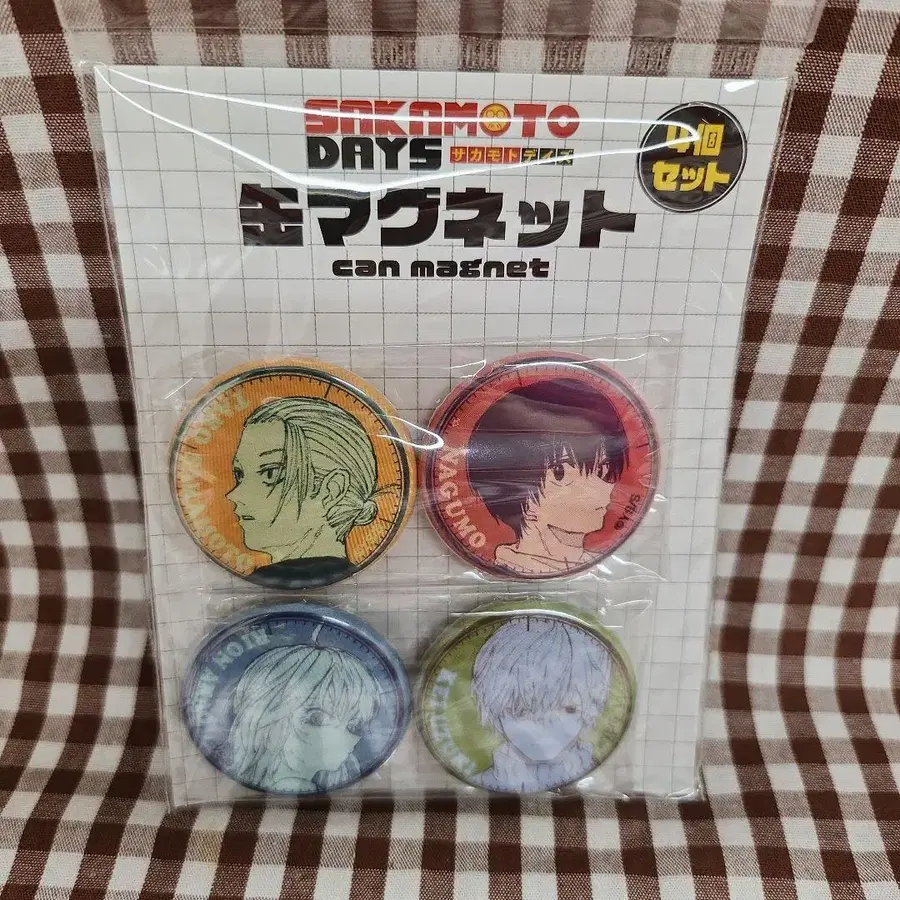 SAKAMOTO
DAYS サカモトデイズ
缶マグネット
can magnet
4個
セット
TARO SAKAMOTO
NAGUMO
RION